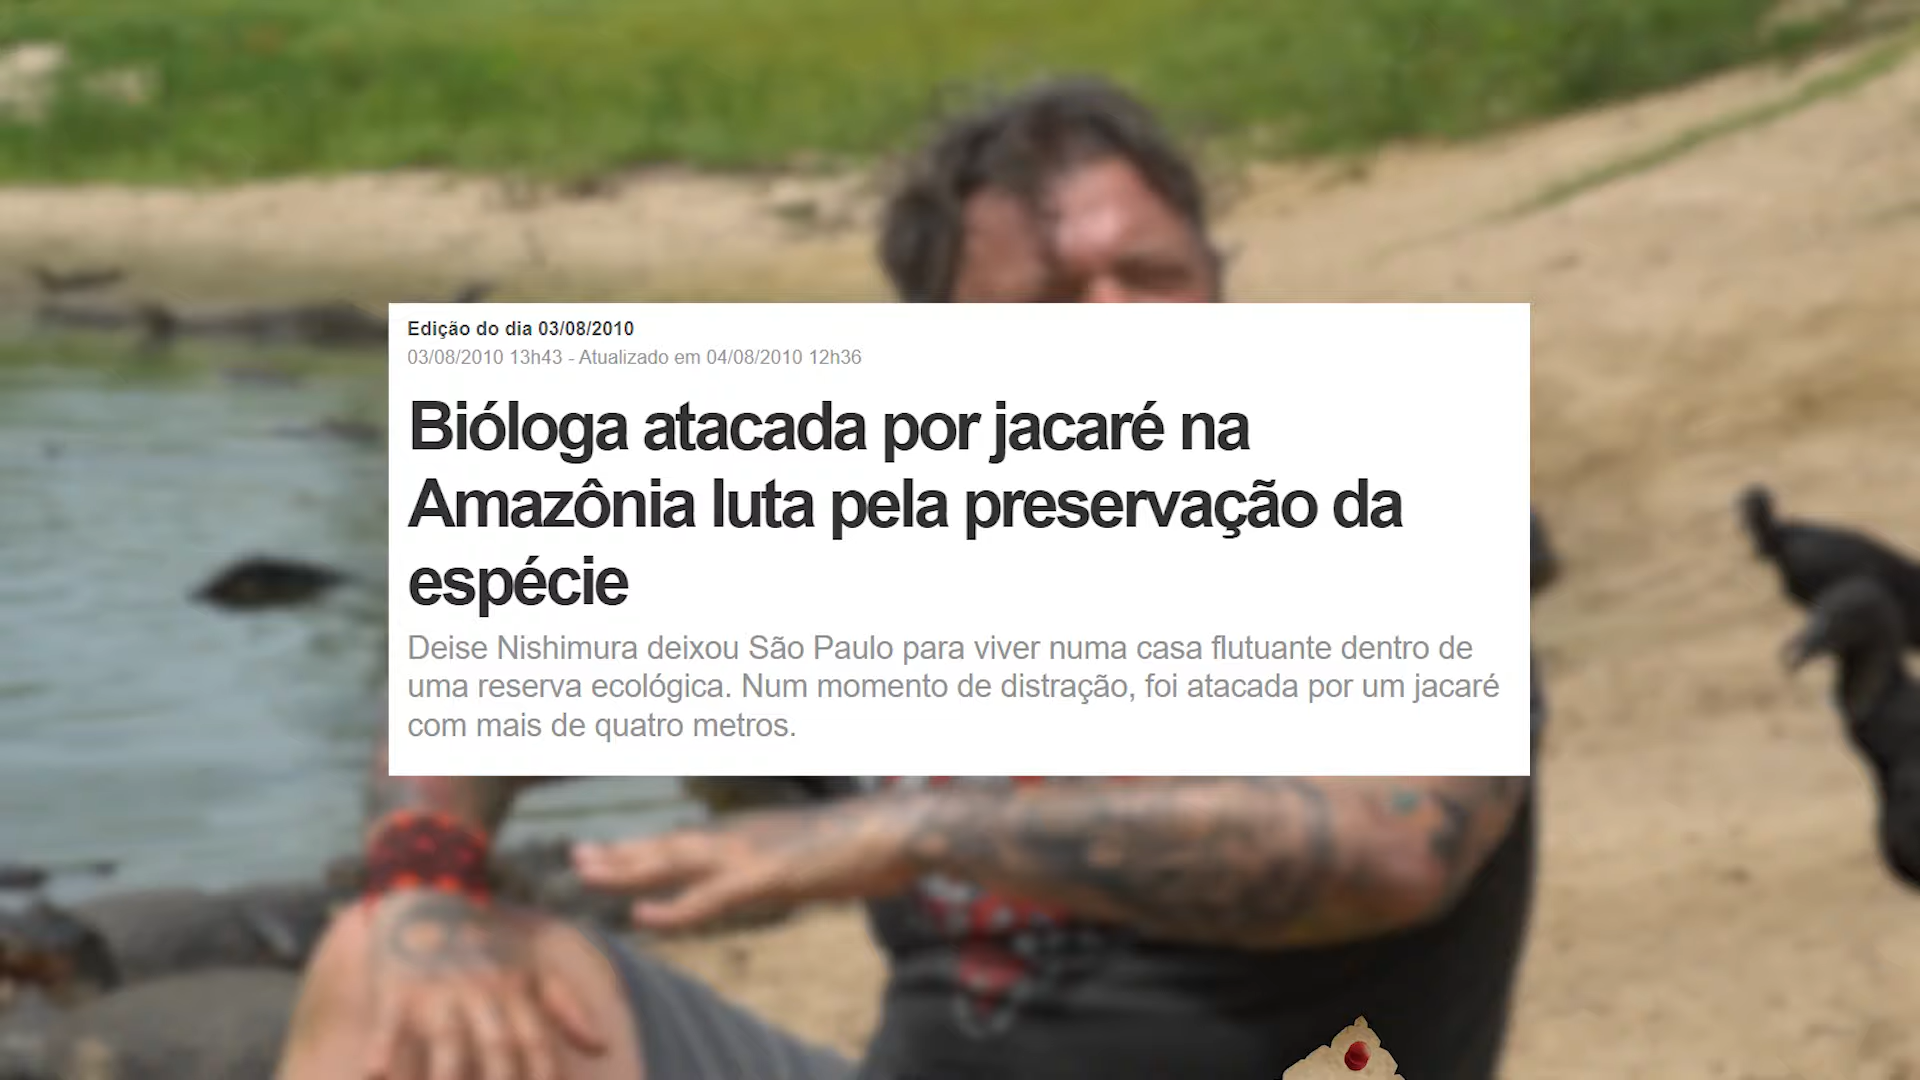 Edição do dia 03/08/2010
03/08/2010 13h43 - Atualizado em 04/08/2010 12h36
Bióloga atacada por jacaré na
Amazônia luta pela preservação da
espécie
Deise Nishimura deixou São Paulo para viver numa casa flutuante dentro de
uma reserva ecológica. Num momento de distração, foi atacada por um jacaré
com mais de quatro metros.